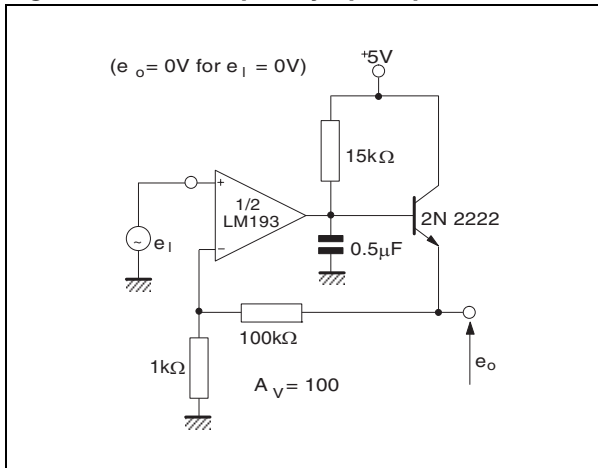 (e o = 0V for e I = 0V)
+5V
15kΩ
+
1/2
LM193
−
2N 2222
~
e I
0.5μF
100kΩ
1kΩ
A V = 100
e o